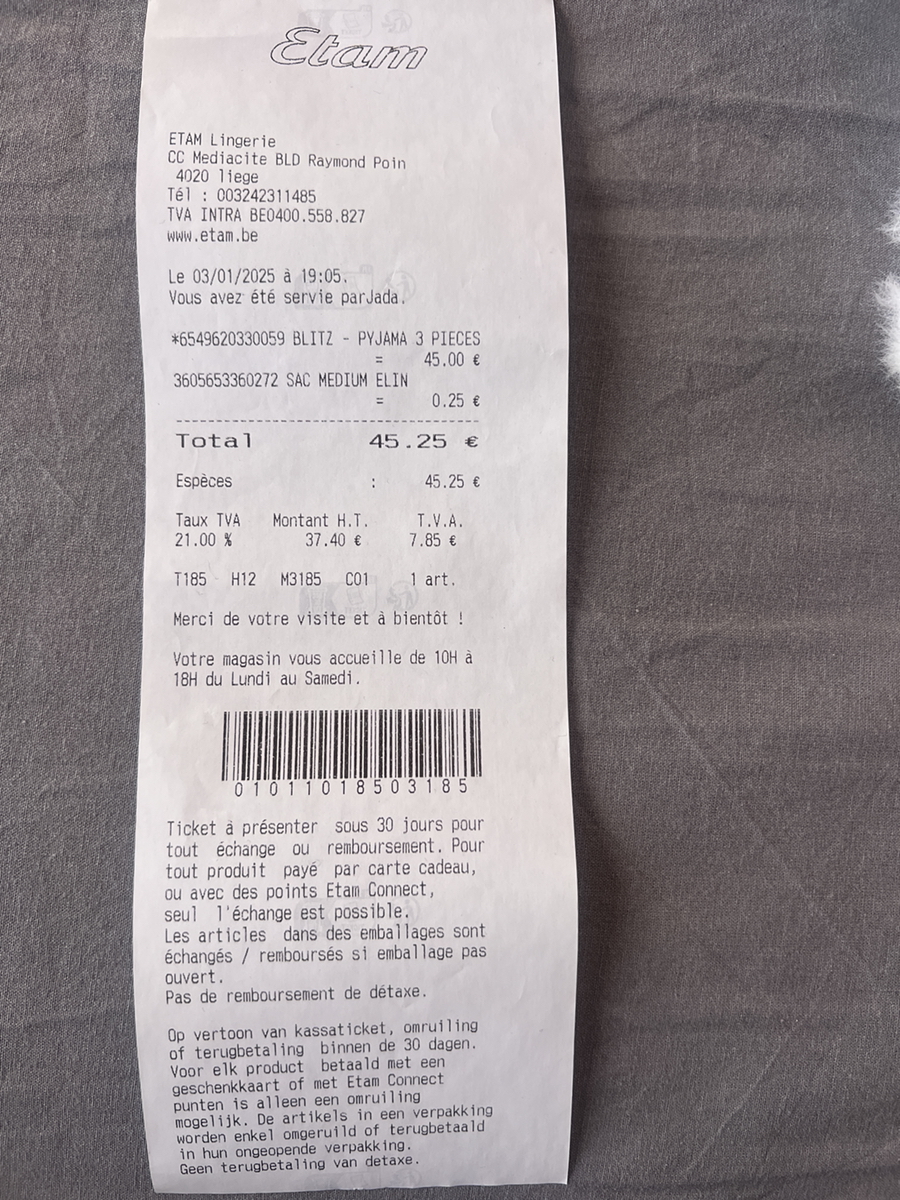 Etam
ETAM Lingerie
CC Mediacite BLD Raymond Poin
4020 liege
Tél : 003242311485
TVA INTRA BE0400.558.827
www.etam.be
Le 03/01/2025 à 19:05.
Vous avez été servie parJada.
*6549620330059 BLITZ - PYJAMA 3 PIECES
= 45.00 €
3605653360272 SAC MEDIUM ELIN
= 0.25 €
Total 45.25 €
Espèces : 45.25 €
Taux TVA Montant H.T. T.V.A.
21.00 % 37.40 € 7.85 €
T185 H12 M3185 C01 1 art.
Merci de votre visite et à bientôt !
Votre magasin vous accueille de 10H à
18H du Lundi au Samedi.
01011018503185
Ticket à présenter sous 30 jours pour
tout échange ou remboursement. Pour
tout produit payé par carte cadeau,
ou avec des points Etam Connect,
seul l'échange est possible.
Les articles dans des emballages sont
échangés / remboursés si emballage pas
ouvert.
Pas de remboursement de détaxe.
Op vertoon van kassaticket, omruiling
of terugbetaling binnen de 30 dagen.
Voor elk product betaald met een
geschenkkaart of met Etam Connect
punten is alleen een omruiling
mogelijk. De artikels in een verpakking
worden enkel omgeruild of terugbetaald
in hun ongeopende verpakking.
Geen terugbetaling van detaxe.